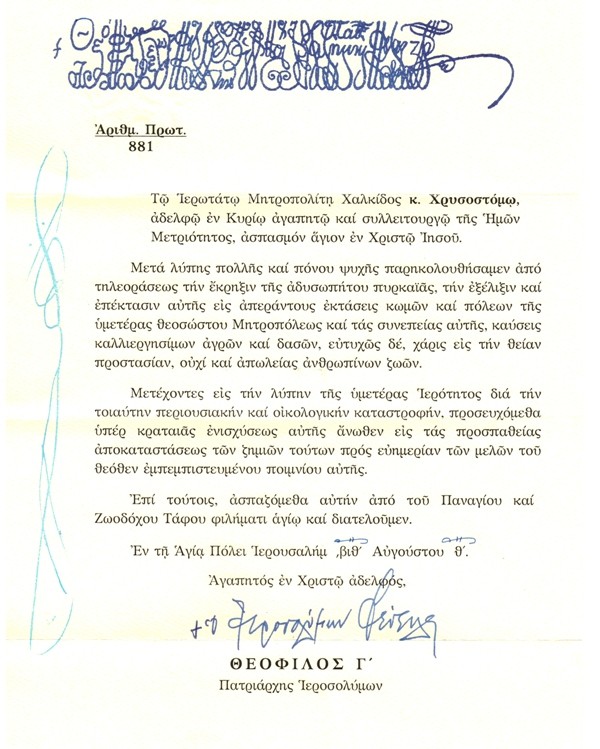 Ἀριθμ. Πρωτ.
881
Τῷ Ἱερωτάτῳ Μητροπολίτῃ Χαλκίδος κ. Χρυσοστόμῳ,
ἀδελφῷ ἐν Κυρίῳ ἀγαπητῷ καί συλλειτουργῷ τῆς Ἡμῶν
Μετριότητος, ἀσπασμόν ἅγιον ἐν Χριστῷ Ἰησοῦ.
Μετά λύπης πολλῆς καί πόνου ψυχῆς παρηκολουθήσαμεν ἀπό
τηλεοράσεως τήν ἔκρηξιν τῆς ἀδυσωπήτου πυρκαϊᾶς, τήν ἐξέλιξιν καί
ἐπέκτασιν αὐτῆς εἰς ἀπεράντους ἐκτάσεις κωμῶν καί πόλεων τῆς
ὑμετέρας θεοσώστου Μητροπόλεως καί τάς συνεπείας αὐτῆς, καύσεις
καλλιεργησίμων ἀγρῶν καί δασῶν, εὐτυχῶς δέ, χάρις εἰς τήν θείαν
προστασίαν, οὐχί καί ἀπωλείας ἀνθρωπίνων ζωῶν.
Μετέχοντες εἰς τήν λύπην τῆς ὑμετέρας Ἱερότητος διά τήν
τοιαύτην περιουσιακήν καί οἰκολογικήν καταστροφήν, προσευχόμεθα
ὑπέρ κραταιᾶς ἐνισχύσεως αὐτῆς ἄνωθεν εἰς τάς προσπαθείας
ἀποκαταστάσεως τῶν ζημιῶν τούτων πρός εὐημερίαν τῶν μελῶν τοῦ
θεόθεν ἐμπεμπιστευμένου ποιμνίου αὐτῆς.
Ἐπί τούτοις, ἀσπαζόμεθα αὐτήν ἀπό τοῦ Παναγίου καί
Ζωοδόχου Τάφου φιλήματι ἁγίῳ καί διατελοῦμεν.
Ἐν τῇ Ἁγίᾳ Πόλει Ἱερουσαλήμ ,βιθ΄ Αὐγούστου θ΄.
Ἀγαπητός ἐν Χριστῷ ἀδελφός,
ΘΕΟΦΙΛΟΣ Γ΄
Πατριάρχης Ἱεροσολύμων